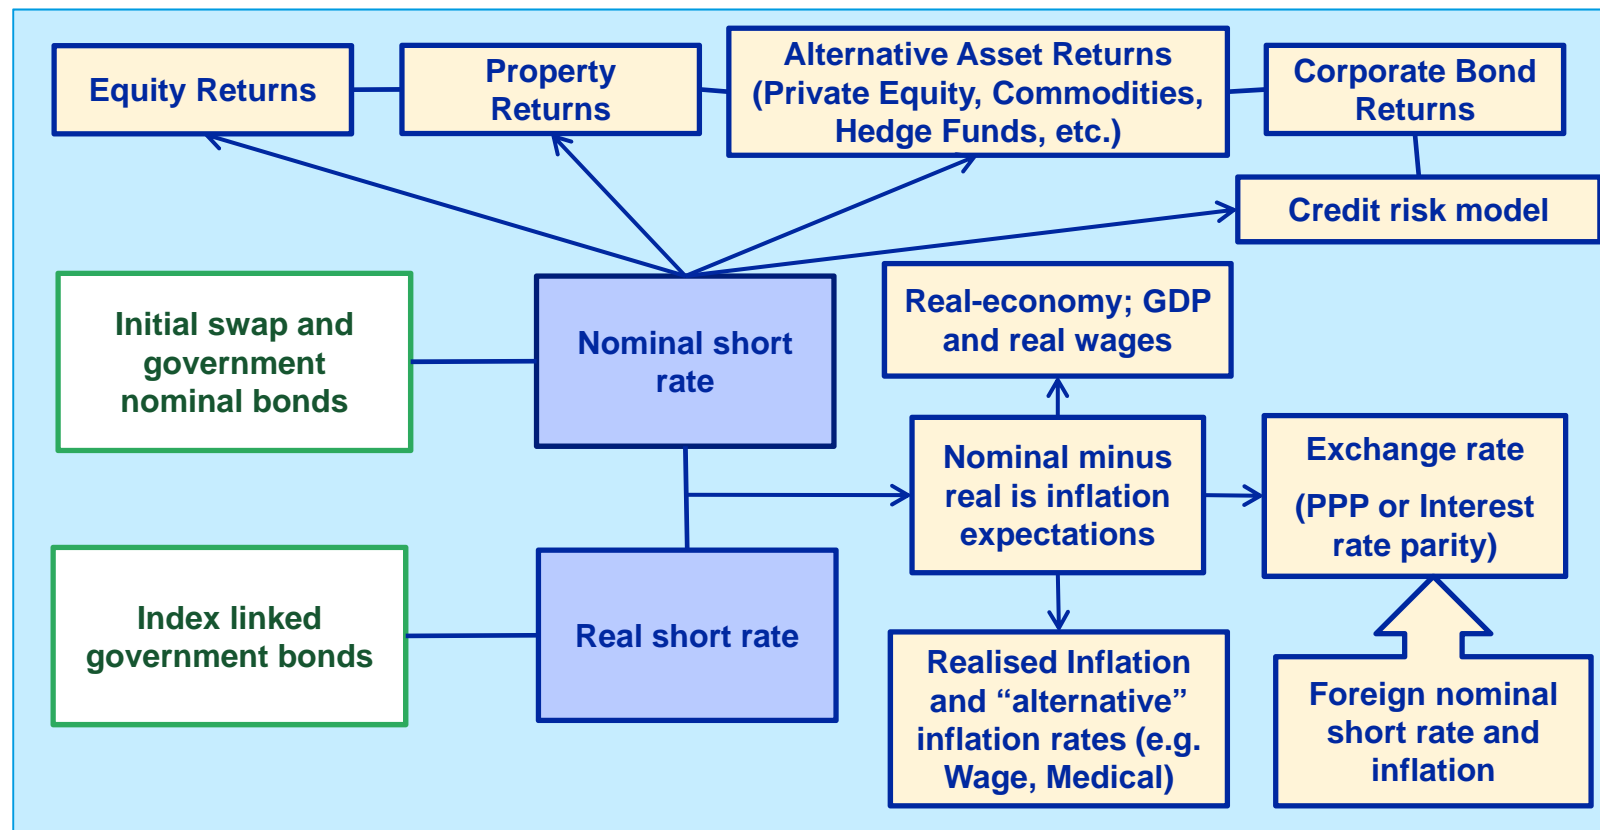 Equity Returns
Property
Returns
Alternative Asset Returns
(Private Equity, Commodities,
Hedge Funds, etc.)
Corporate Bond
Returns
Credit risk model
Initial swap and
government
nominal bonds
Nominal short
rate
Real-economy; GDP
and real wages
Nominal minus
real is inflation
expectations
Exchange rate
(PPP or Interest
rate parity)
Index linked
government bonds
Real short rate
Realised Inflation
and “alternative”
inflation rates (e.g.
Wage, Medical)
Foreign nominal
short rate and
inflation